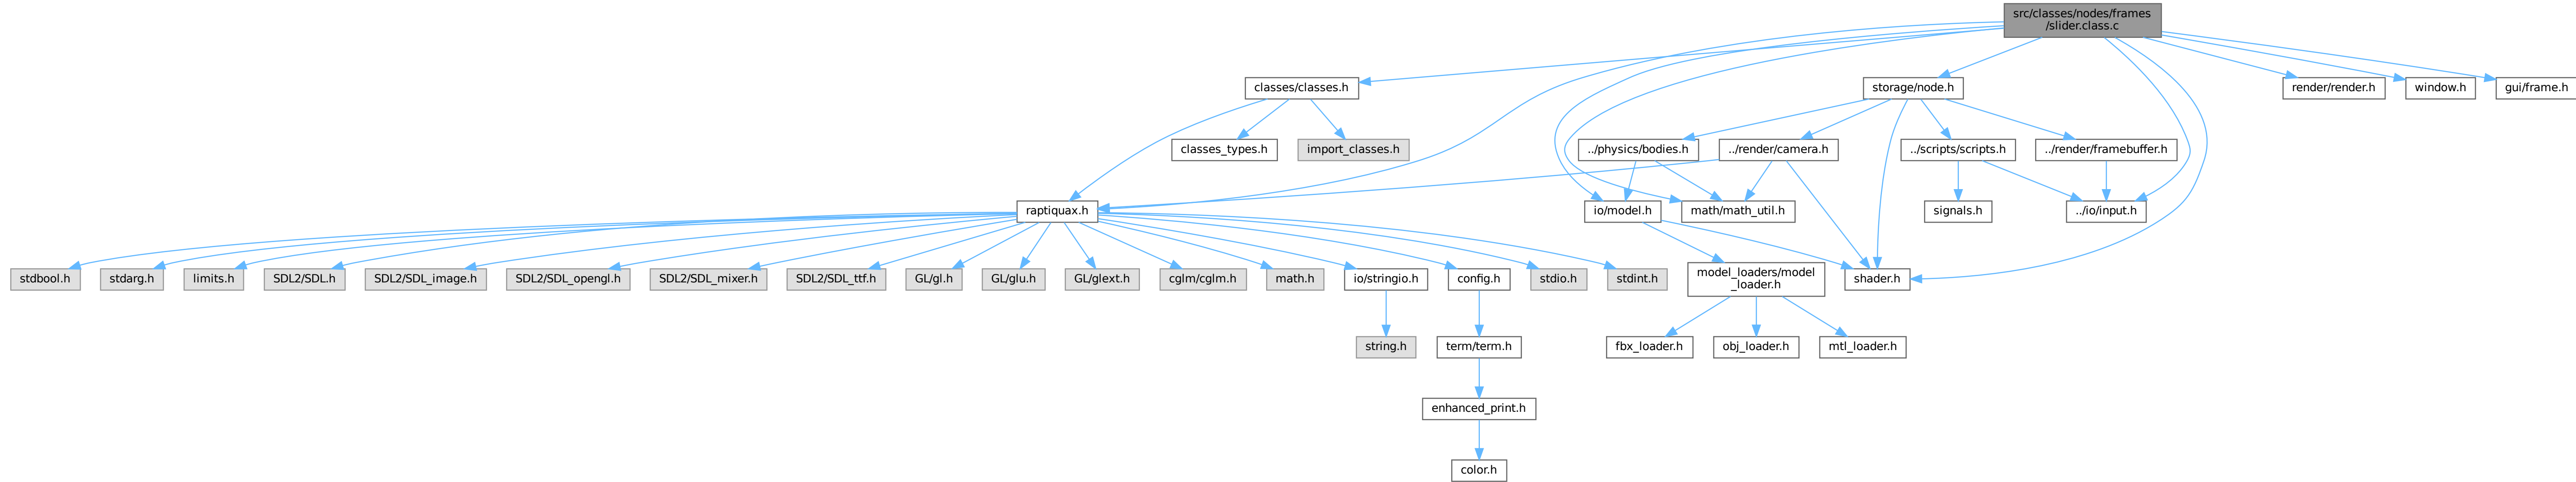 src/classes/nodes/frames
/slider.class.c
classes/classes.h
storage/node.h
render/render.h
window.h
gui/frame.h
classes_types.h
import_classes.h
../physics/bodies.h
../render/camera.h
../scripts/scripts.h
../render/framebuffer.h
raptiquax.h
io/model.h
math/math_util.h
signals.h
../io/input.h
stdbool.h
stdarg.h
limits.h
SDL2/SDL.h
SDL2/SDL_image.h
SDL2/SDL_opengl.h
SDL2/SDL_mixer.h
SDL2/SDL_ttf.h
GL/gl.h
GL/glu.h
GL/glext.h
cglm/cglm.h
math.h
io/stringio.h
config.h
stdio.h
stdint.h
model_loaders/model
_loader.h
shader.h
string.h
term/term.h
fbx_loader.h
obj_loader.h
mtl_loader.h
enhanced_print.h
color.h